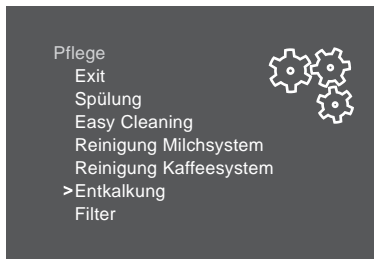 Pflege
Exit
Spülung
Easy Cleaning
Reinigung Milchsystem
Reinigung Kaffeesystem
>Entkalkung
Filter